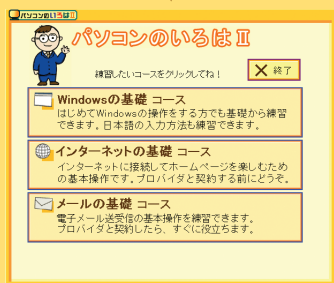 パソコンのいろはⅡ
パソコンのいろはⅡ
練習したいコースをクリックしてね！
終了
Windowsの基礎 コース
はじめてWindowsの操作をする方でも基礎から練習
できます。日本語の入力方法も練習できます。
インターネットの基礎 コース
インターネットに接続してホームページを楽しむため
の基本操作です。プロバイダと契約する前にどうぞ。
メールの基礎 コース
電子メール送受信の基本操作を練習できます。
プロバイダと契約したら、すぐに役立ちます。